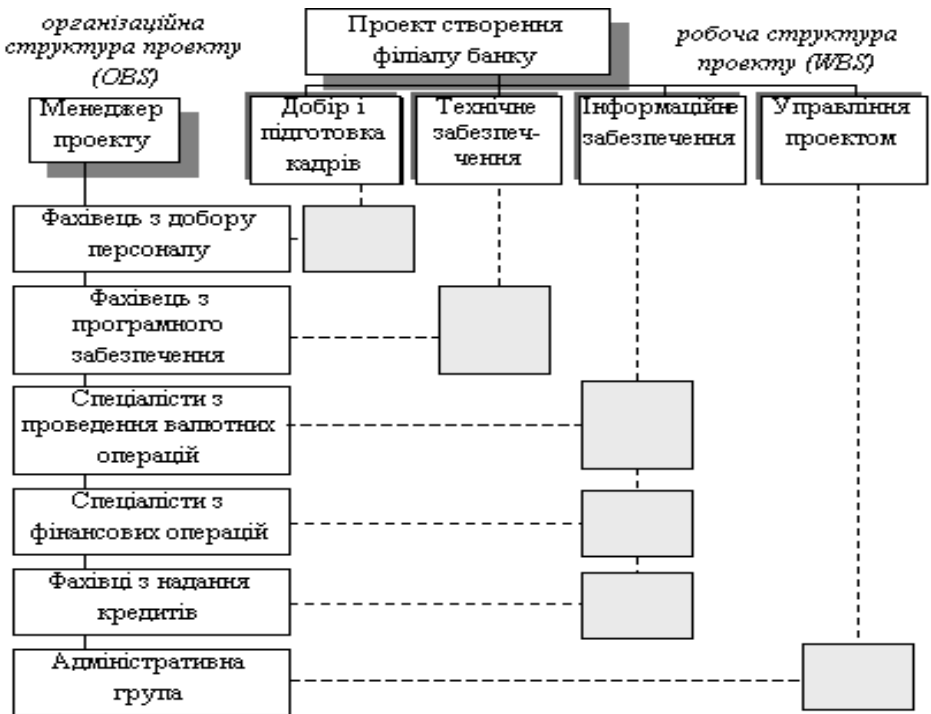 організаційна
структура проекту
(OBS)
Проект створення
філіалу банку
робоча структура
проекту (WBS)
Менеджер
проекту
Добір і
підготовка
кадрів
Технічне
забезпеч-
чення
Інформаційне
забезпечення
Управління
проектом
Фахівець з добору
персоналу
Фахівець з
програмного
забезпечення
Спеціалісти з
проведення валютних
операцій
Спеціалісти з
фінансових операцій
Фахівці з надання
кредитів
Адміністративна
група